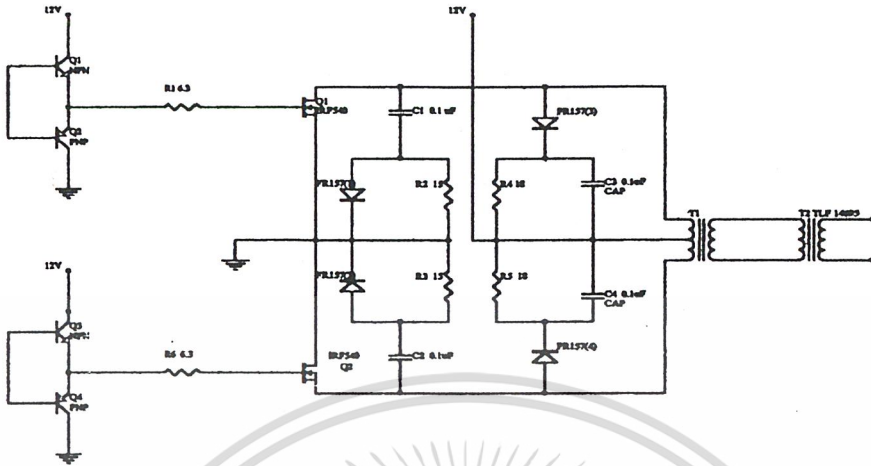 12V
12V
Q1
NPN
R1 6.3
Q1
IRF540
C1 0.1 uF
FR157(3)
Q2
PNP
FR157(
R2 15
R4 18
C3 0.1uF
CAP
T1
T2 TLF 14695
12V
FR157(
R3 15
R5 18
C4 0.1uF
CAP
Q3
NPN
R6 6.3
IRF540
Q2
C2 0.1uF
FR157(4)
Q4
PNP